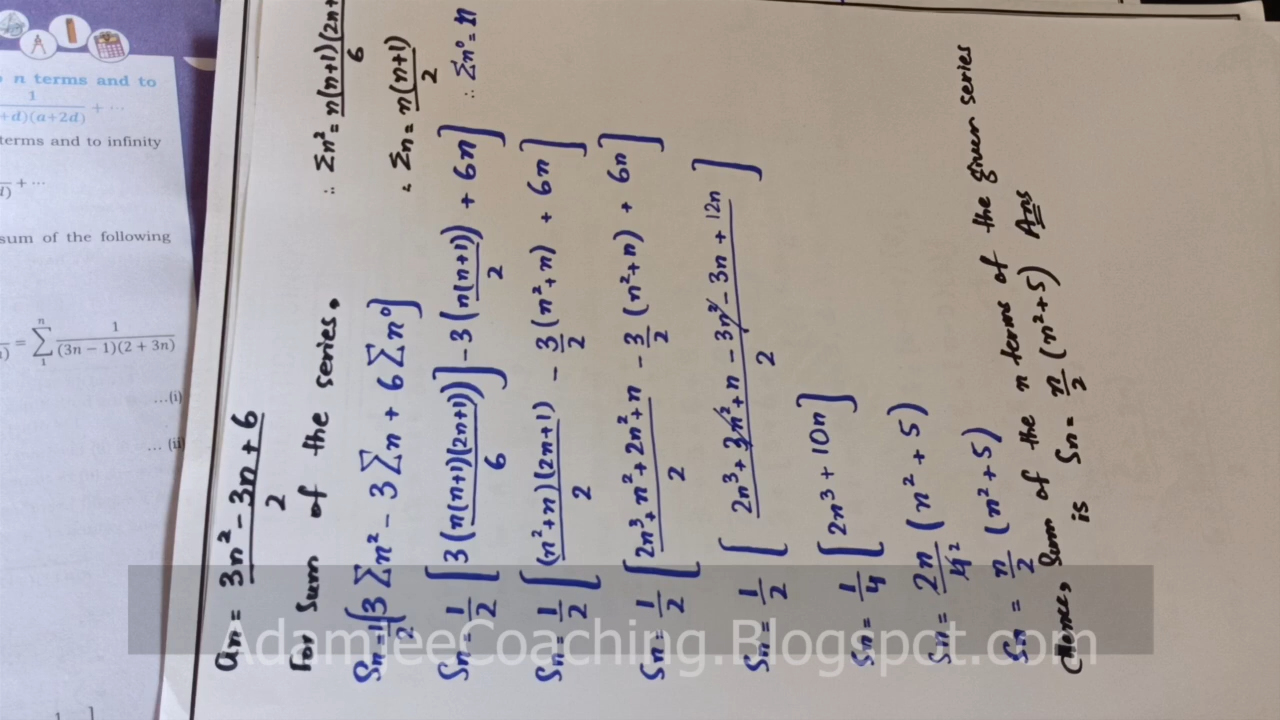 n terms and to
1
+d)(a+2d) + ...
terms and to infinity
+ ...
sum of the following
= ∑ⁿ₁ 1/((3n − 1)(2 + 3n))
...(i)
... (ii)
an = (3n² - 3n + 6)/2
For sum of the series.
Sn = 1/2 [3 ∑n² - 3∑n + 6∑n⁰]
∴ ∑n² = n(n+1)(2n+ /6
Sn = 1/2 [3(n(n+1)(2n+1))/6] - 3(n(n+1))/2 + 6n]
∴ ∑n = n(n+1)/2
∴ ∑n⁰ = n
Sn = 1/2 [(n²+n)(2n+1)/2 - 3/2 (n²+n) + 6n]
Sn = 1/2 [2n³+n²+2n²+n/2 - 3/2 (n²+n) + 6n]
Sn = 1/2 [2n³+3n²+n-3n²-3n+12n/2]
Sn = 1/4 [2n³ + 10n]
Sn = 2n/4 2 (n² + 5)
Sn = n/2 (n²+5)
Hence, Sum of the n terms of the given series
is Sn = n/2 (n²+5) Ans
AdamjeeCoaching.Blogspot.com